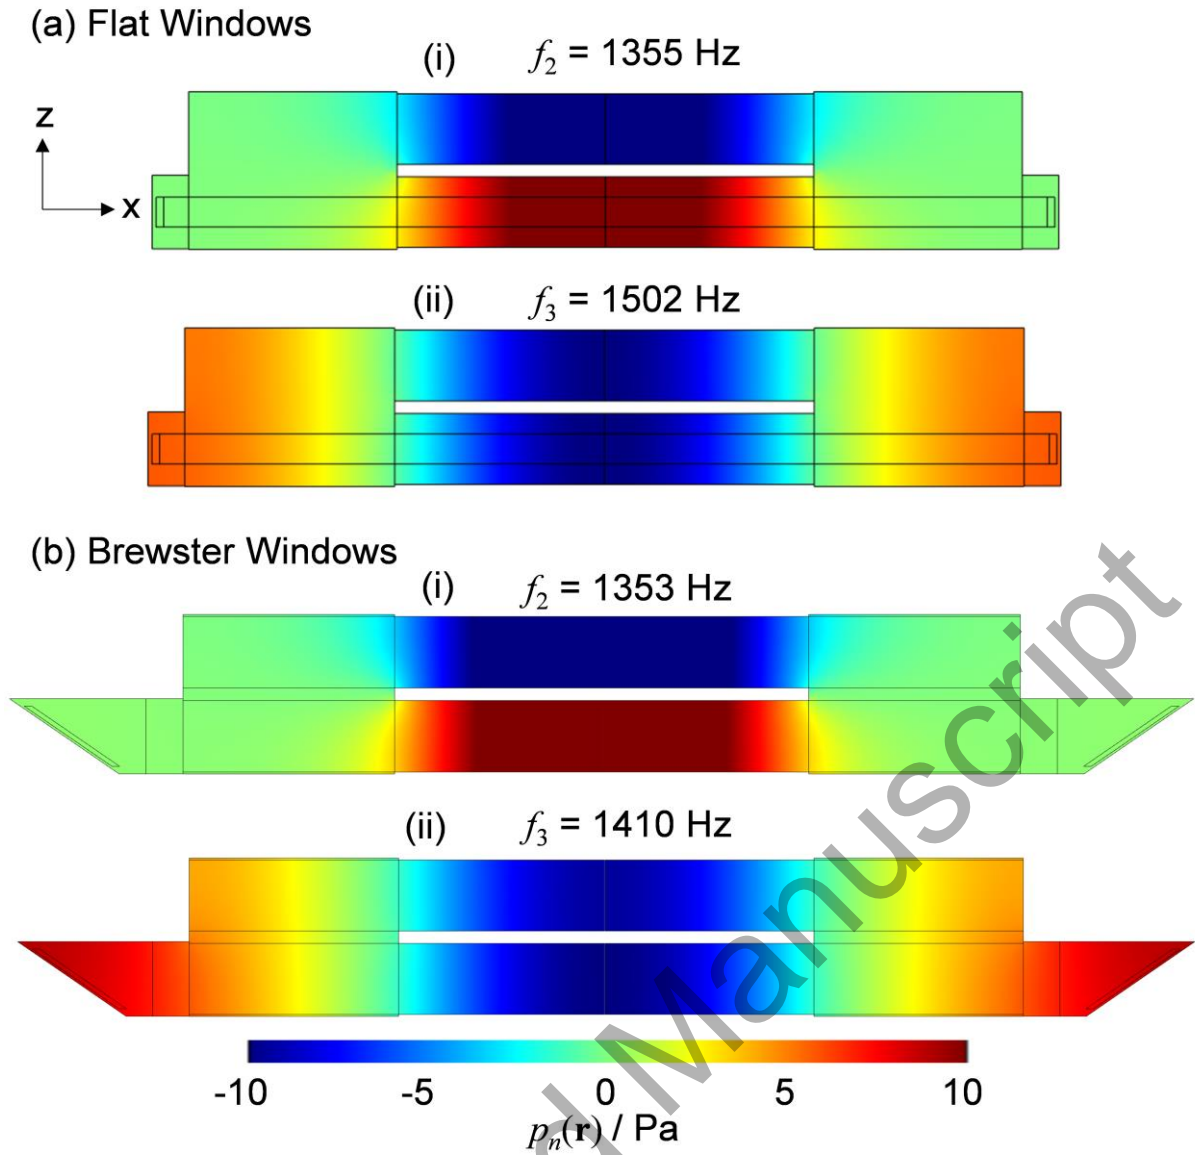 (a) Flat Windows
(i) f₂ = 1355 Hz
z
x
(ii) f₃ = 1502 Hz
(b) Brewster Windows
(i) f₂ = 1353 Hz
(ii) f₃ = 1410 Hz
-10 -5 0 5 10
pₙ(r) / Pa
d Manuscript